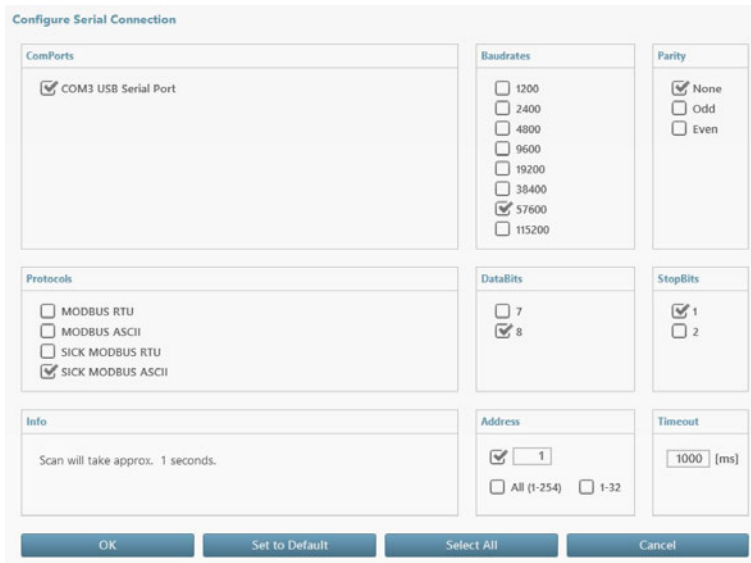 Configure Serial Connection
ComPorts
COM3 USB Serial Port
Baudrates
1200
2400
4800
9600
19200
38400
57600
115200
Parity
None
Odd
Even
Protocols
MODBUS RTU
MODBUS ASCII
SICK MODBUS RTU
SICK MODBUS ASCII
DataBits
7
8
StopBits
1
2
Info
Scan will take approx. 1 seconds.
Address
1
All (1-254) 1-32
Timeout
1000 [ms]
OK Set to Default Select All Cancel